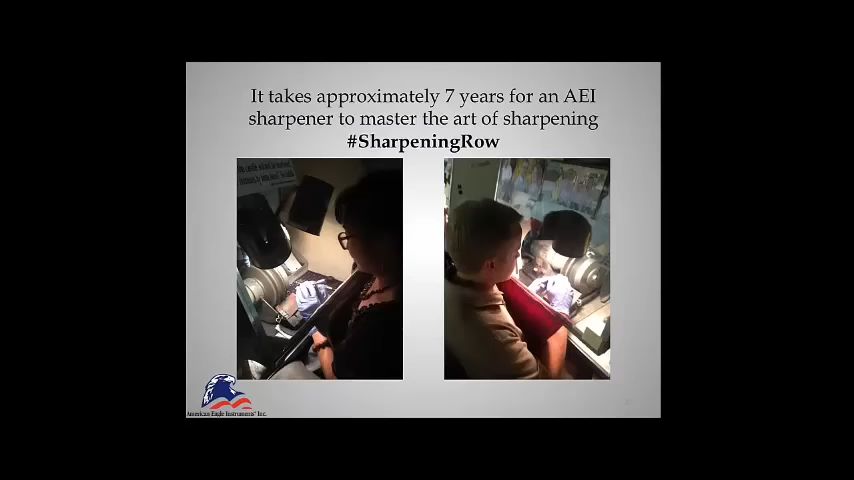 It takes approximately 7 years for an AEI
sharpener to master the art of sharpening
#SharpeningRow
American Eagle Instruments® Inc.